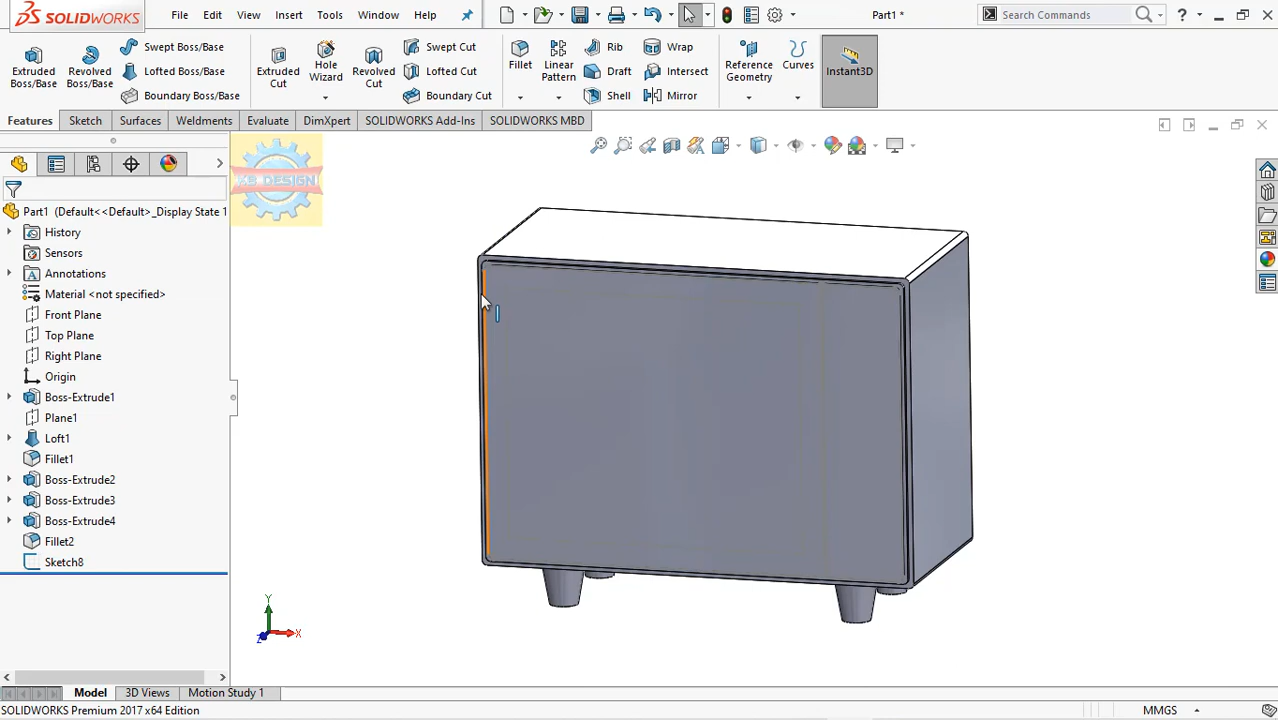 SOLIDWORKS File Edit View Insert Tools Window Help Part1 * Search Commands ?
Extruded Boss/Base
Revolved Boss/Base
Swept Boss/Base
Lofted Boss/Base
Boundary Boss/Base
Extruded Cut
Hole Wizard
Revolved Cut
Swept Cut
Lofted Cut
Boundary Cut
Fillet
Linear Pattern
Rib
Draft
Shell
Wrap
Intersect
Mirror
Reference Geometry
Curves
Instant3D
Features Sketch Surfaces Weldments Evaluate DimXpert SOLIDWORKS Add-Ins SOLIDWORKS MBD
KB DESIGN
Part1 (Default<<Default>_Display State 1
History
Sensors
Annotations
Material <not specified>
Front Plane
Top Plane
Right Plane
Origin
Boss-Extrude1
Plane1
Loft1
Fillet1
Boss-Extrude2
Boss-Extrude3
Boss-Extrude4
Fillet2
Sketch8
Y
X
Z
Model 3D Views Motion Study 1
SOLIDWORKS Premium 2017 x64 Edition MMGS